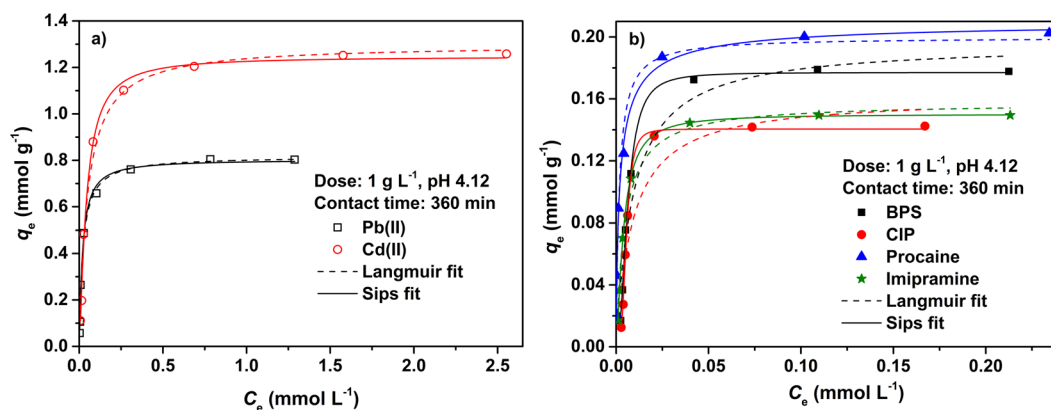 a)
1.4
1.2
1.0
0.8
0.6
0.4
0.2
0.0
qe (mmol g-1)
Dose: 1 g L-1, pH 4.12
Contact time: 360 min
Pb(II)
Cd(II)
Langmuir fit
Sips fit
0.0 0.5 1.0 1.5 2.0 2.5
Ce (mmol L-1)
b)
0.20
0.16
0.12
0.08
0.04
0.00
qe (mmol g-1)
Dose: 1 g L-1, pH 4.12
Contact time: 360 min
BPS
CIP
Procaine
Imipramine
Langmuir fit
Sips fit
0.00 0.05 0.10 0.15 0.20
Ce (mmol L-1)